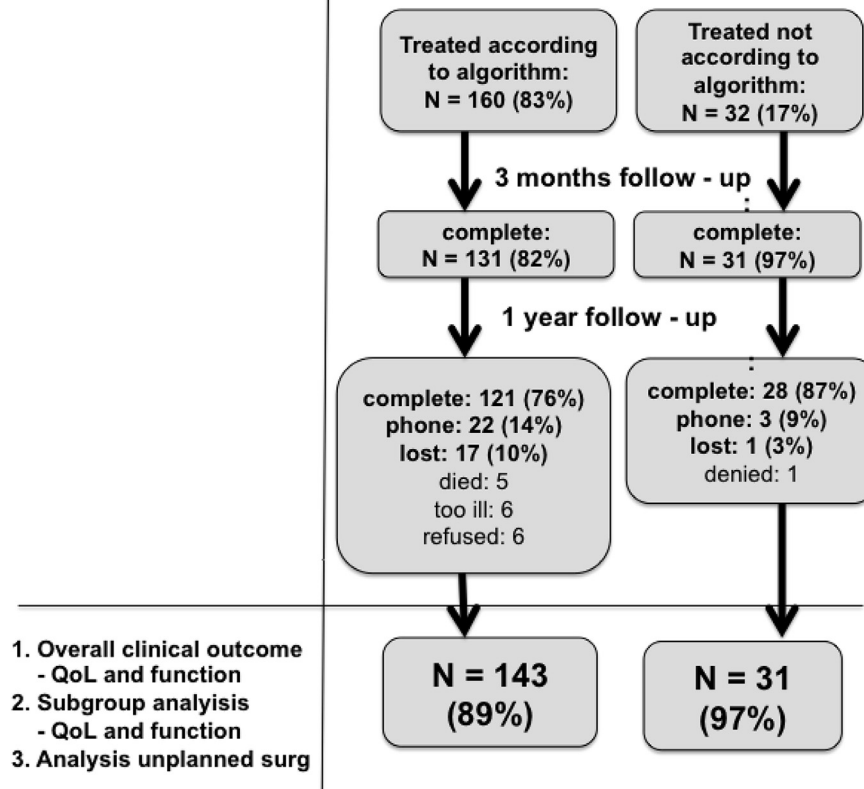 Treated according
to algorithm:
N = 160 (83%)
Treated not
according to
algorithm:
N = 32 (17%)
3 months follow - up
complete:
N = 131 (82%)
complete:
N = 31 (97%)
1 year follow - up
complete: 121 (76%)
phone: 22 (14%)
lost: 17 (10%)
died: 5
too ill: 6
refused: 6
complete: 28 (87%)
phone: 3 (9%)
lost: 1 (3%)
denied: 1
1. Overall clinical outcome
- QoL and function
2. Subgroup analyisis
- QoL and function
3. Analysis unplanned surg
N = 143
(89%)
N = 31
(97%)